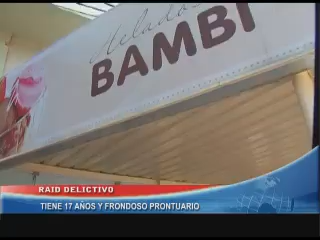 Helados
BAMBI
RAID DELICTIVO
TIENE 17 AÑOS Y FRONDOSO PRONTUARIO